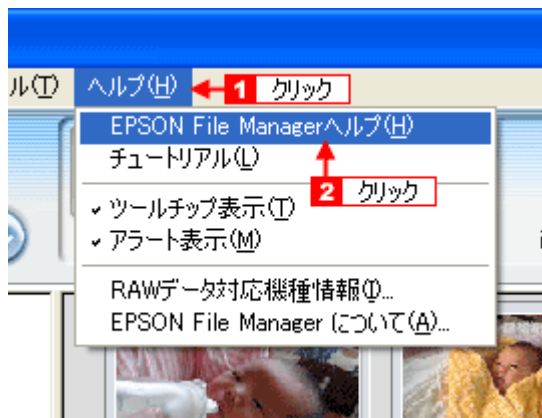 ル(T) ヘルプ(H) 1 クリック
EPSON File Managerヘルプ(H)
チュートリアル(L)
2 クリック
ツールチップ表示(T)
アラート表示(M)
RAWデータ対応機種情報(I)...
EPSON File Manager について(A)...